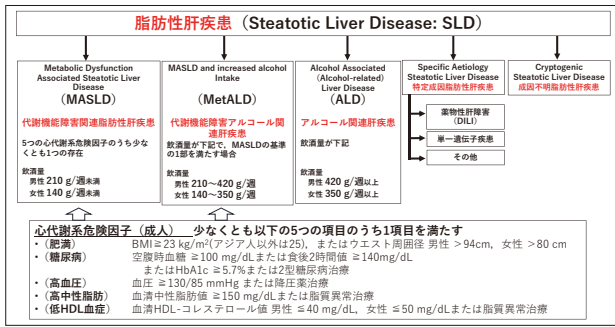 脂肪性肝疾患（Steatotic Liver Disease: SLD）
Metabolic Dysfunction
Associated Steatotic Liver
Disease
（MASLD）
代謝機能障害関連脂肪性肝疾患
5つの心代謝系危険因子のうち少な
くとも1つの存在
飲酒量
男性 210 g/週未満
女性 140 g/週未満
MASLD and increased alcohol
Intake
（MetALD）
代謝機能障害アルコール関
連肝疾患
飲酒量が下記で、MASLDの基準
の1部を満たす場合
飲酒量
男性 210～420 g/週
女性 140～350 g/週
Alcohol Associated
(Alcohol-related)
Liver Disease
（ALD）
アルコール関連肝疾患
飲酒量が下記
飲酒量
男性 420 g/週以上
女性 350 g/週以上
Specific Aetiology
Steatotic Liver Disease
特定成因脂肪性肝疾患
薬物性肝障害
（DILI）
単一遺伝子疾患
その他
Cryptogenic
Steatotic Liver Disease
成因不明脂肪性肝疾患
心代謝系危険因子（成人）　少なくとも以下の5つの項目のうち1項目を満たす
・（肥満）　BMI≧23 kg/m²(アジア人以外は25)，またはウエスト周囲径 男性 ＞94cm，女性 ＞80 cm
・（糖尿病）　空腹時血糖 ≧100 mg/dLまたは食後2時間値 ≧140mg/dL
またはHbA1c ≧5.7%または2型糖尿病治療
・（高血圧）　血圧 ≧130/85 mmHg または降圧薬治療
・（高中性脂肪）　血清中性脂肪値 ≧150 mg/dLまたは脂質異常治療
・（低HDL血症）　血清HDL-コレステロール値 男性 ≦40 mg/dL，女性 ≦50 mg/dLまたは脂質異常治療